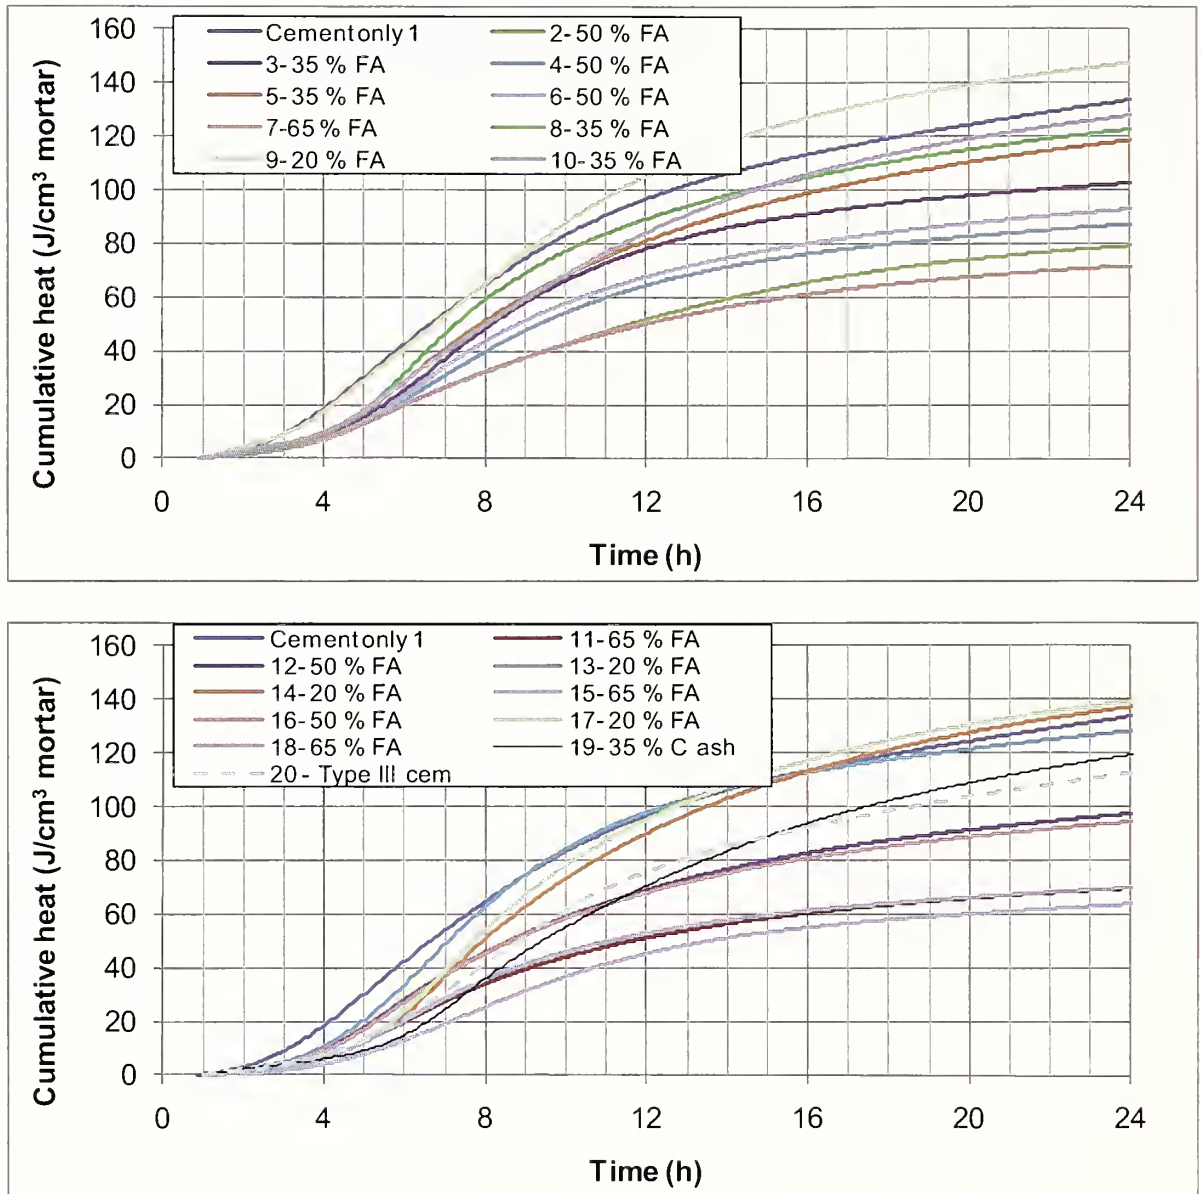 160
140
120
100
80
60
40
20
0
Cumulative heat (J/cm³ mortar)
Cement only 1 2-50 % FA
3-35 % FA 4-50 % FA
5-35 % FA 6-50 % FA
7-65 % FA 8-35 % FA
9-20 % FA 10-35 % FA
0 4 8 12 16 20 24
Time (h)
160
140
120
100
80
60
40
20
0
Cumulative heat (J/cm³ mortar)
Cement only 1 11-65 % FA
12-50 % FA 13-20 % FA
14-20 % FA 15-65 % FA
16-50 % FA 17-20 % FA
18-65 % FA 19-35 % C ash
20 - Type III cem
0 4 8 12 16 20 24
Time (h)